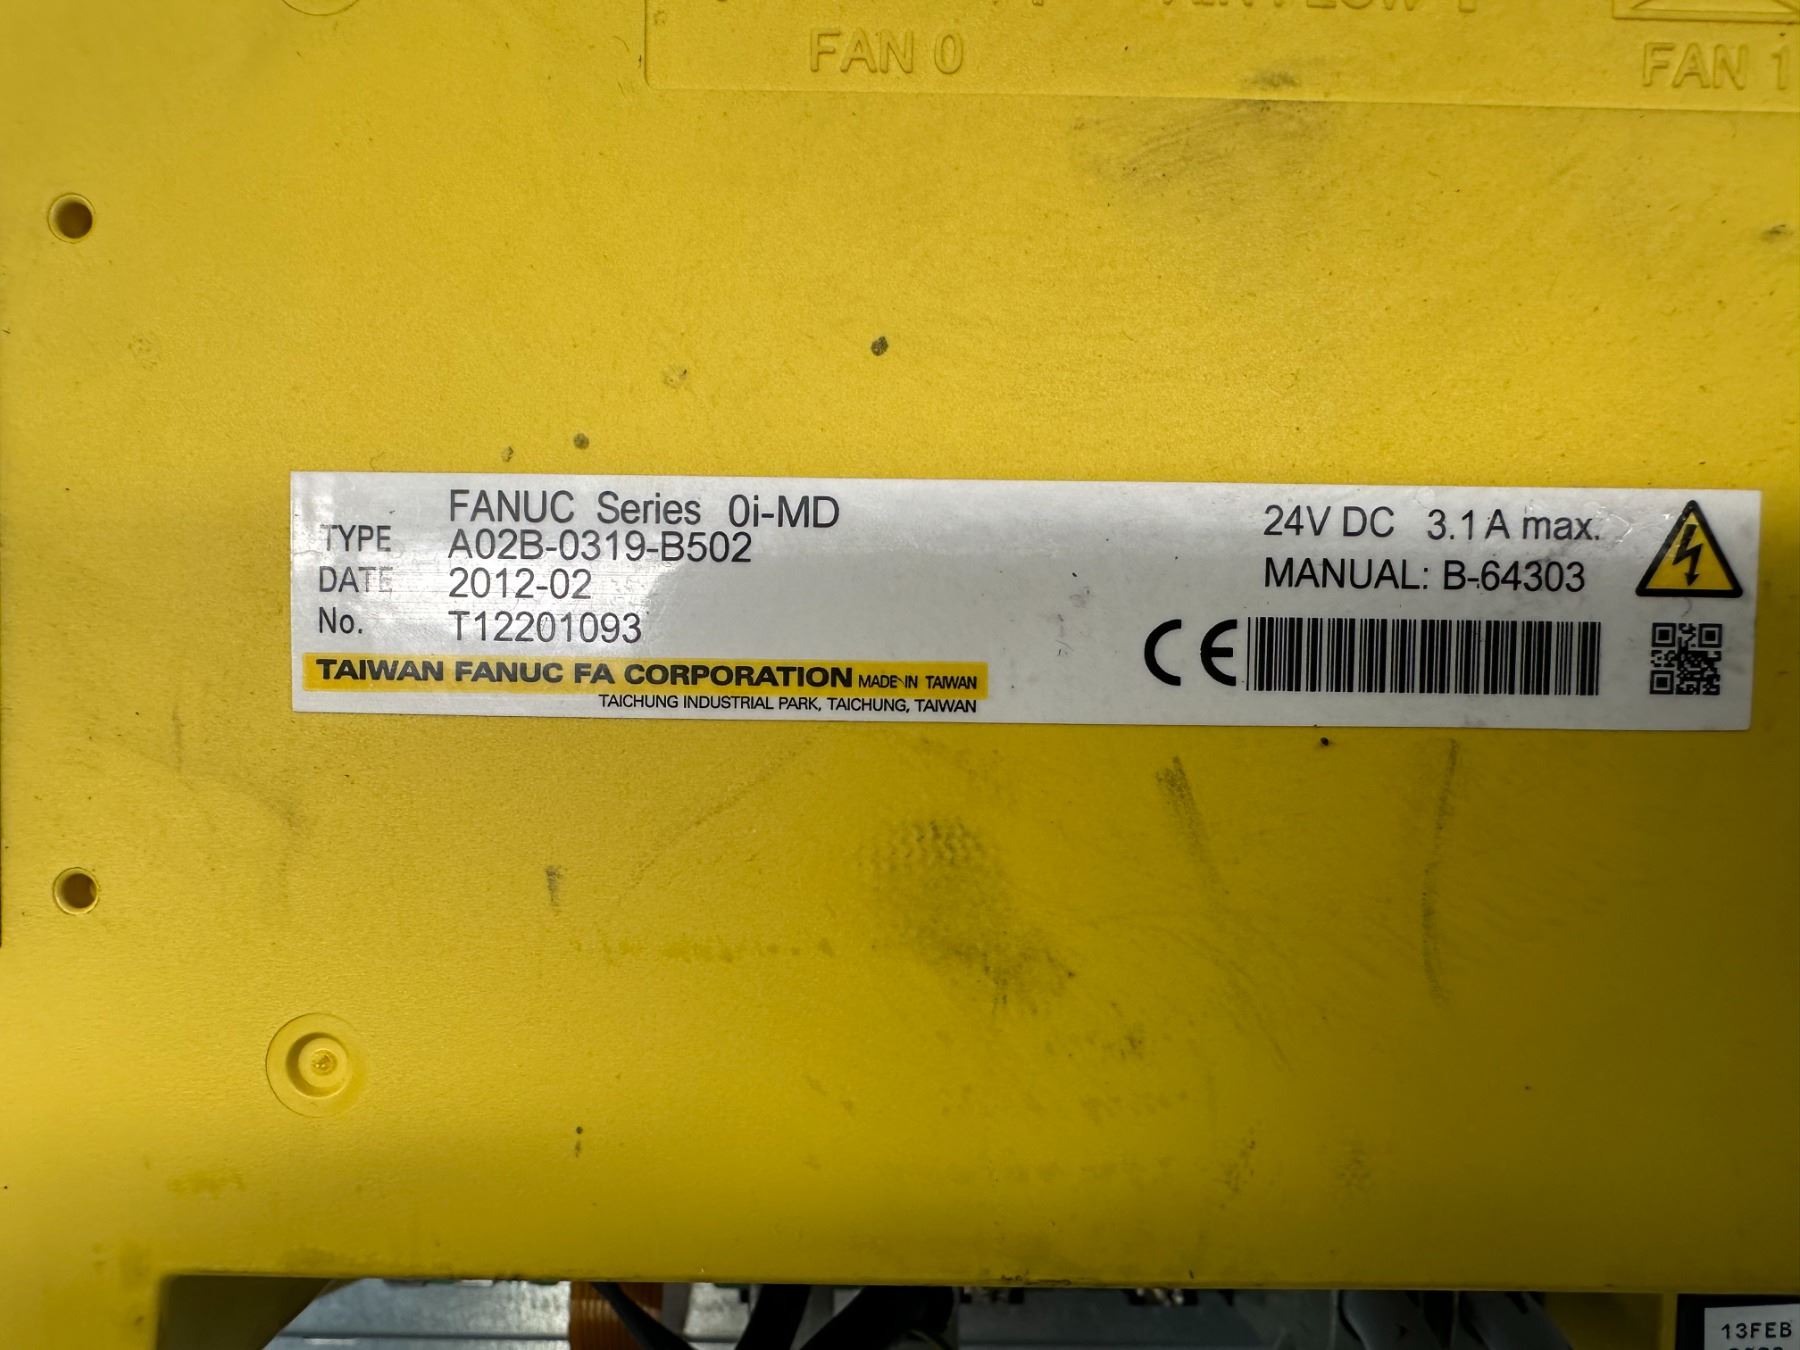 AIR FLOW
FAN 0
FAN 1
FANUC Series 0i-MD
TYPE A02B-0319-B502
DATE 2012-02
No. T12201093
24V DC 3.1 A max.
MANUAL: B-64303
CE
TAIWAN FANUC FA CORPORATION MADE IN TAIWAN
TAICHUNG INDUSTRIAL PARK, TAICHUNG, TAIWAN
13FEB